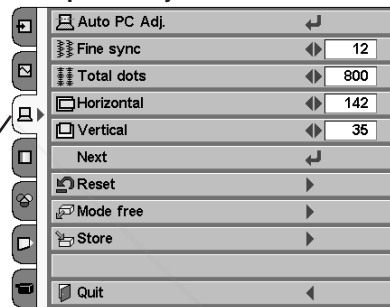 Auto PC Adj.
Fine sync 12
Total dots 800
Horizontal 142
Vertical 35
Next
Reset
Mode free
Store
Quit